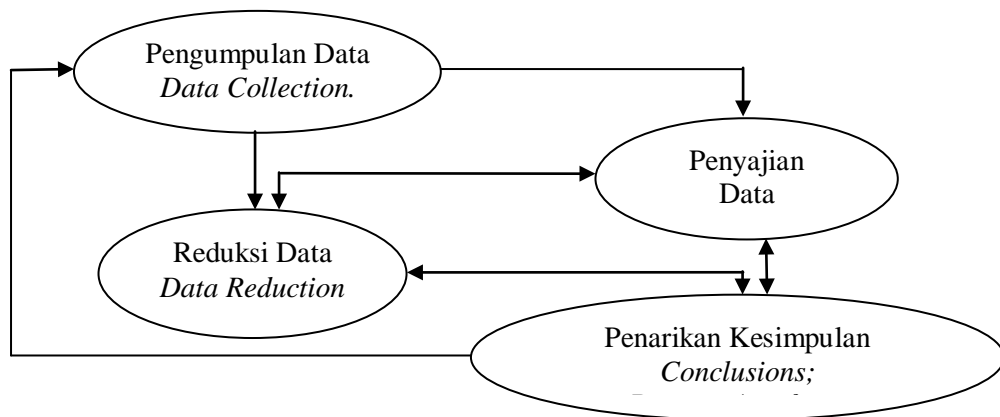 Pengumpulan Data
Data Collection.
Penyajian
Data
Reduksi Data
Data Reduction
Penarikan Kesimpulan
Conclusions;